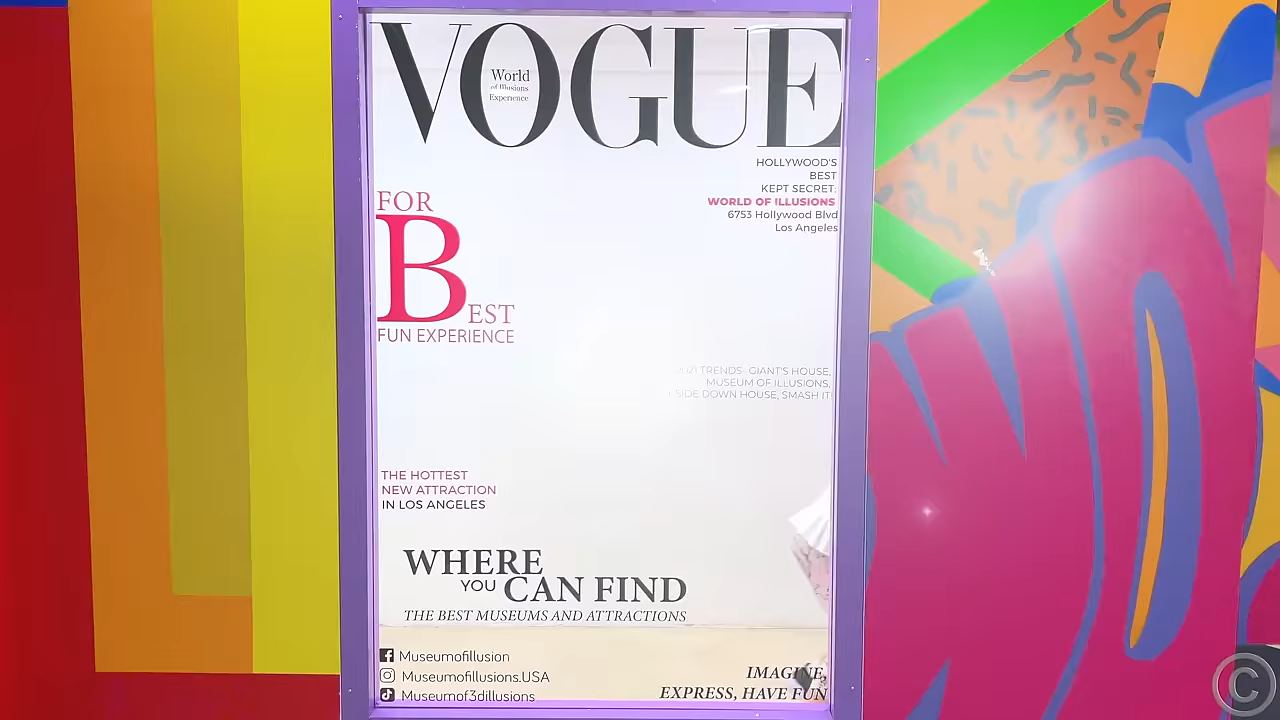 VOGUE
World
of Illusions
Experience
HOLLYWOOD'S
BEST
KEPT SECRET:
WORLD OF ILLUSIONS
6753 Hollywood Blvd
Los Angeles
FOR
BEST
FUN EXPERIENCE
2021 TRENDS- GIANT'S HOUSE,
MUSEUM OF ILLUSIONS,
SIDE DOWN HOUSE, SMASH IT!
THE HOTTEST
NEW ATTRACTION
IN LOS ANGELES
WHERE
YOU CAN FIND
THE BEST MUSEUMS AND ATTRACTIONS
Museumofillusion
Museumofillusions.USA
Museumof3dillusions
IMAGINE,
EXPRESS, HAVE FUN
©